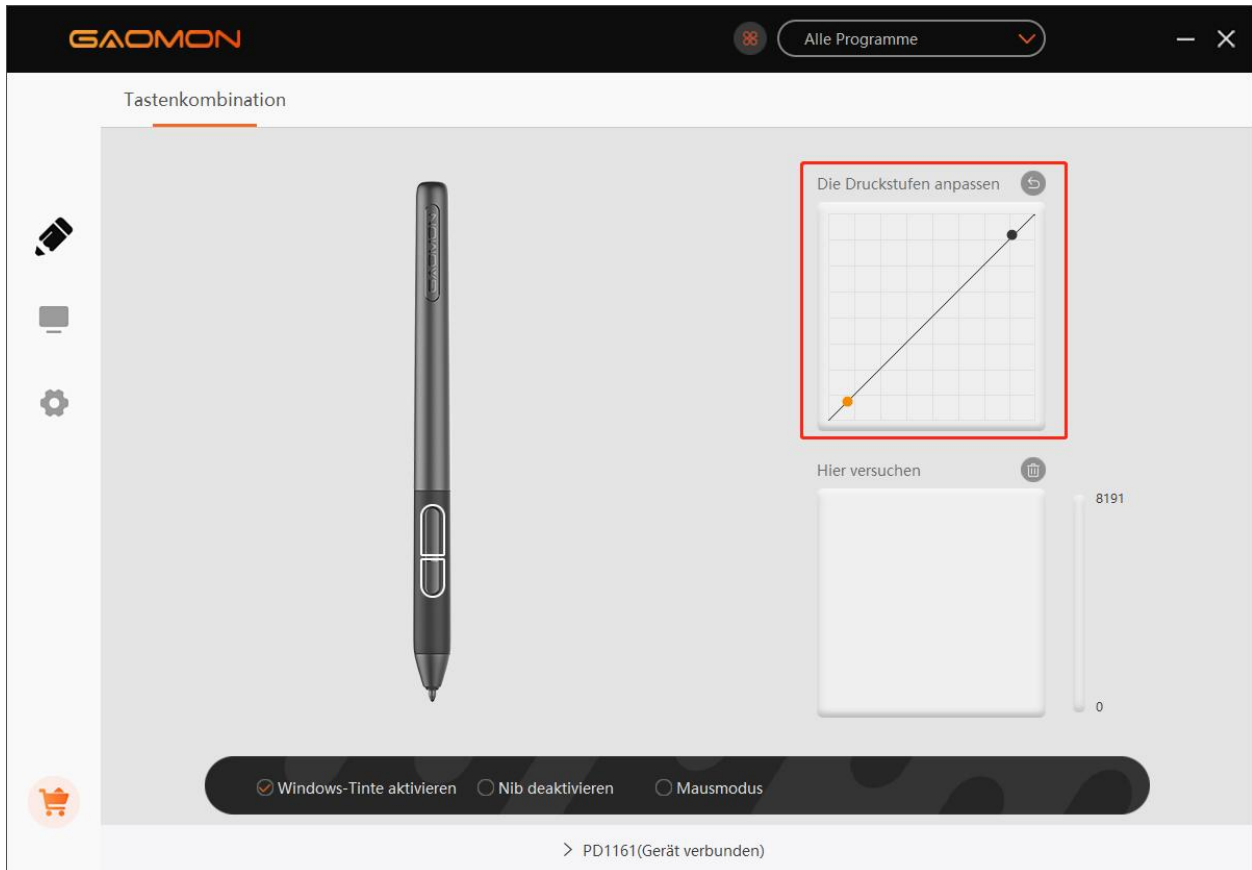 GAOMON
Alle Programme
Tastenkombination
Die Druckstufen anpassen
GAOMON
Hier versuchen
8191
0
Windows-Tinte aktivieren
Nib deaktivieren
Mausmodus
PD1161(Gerät verbunden)